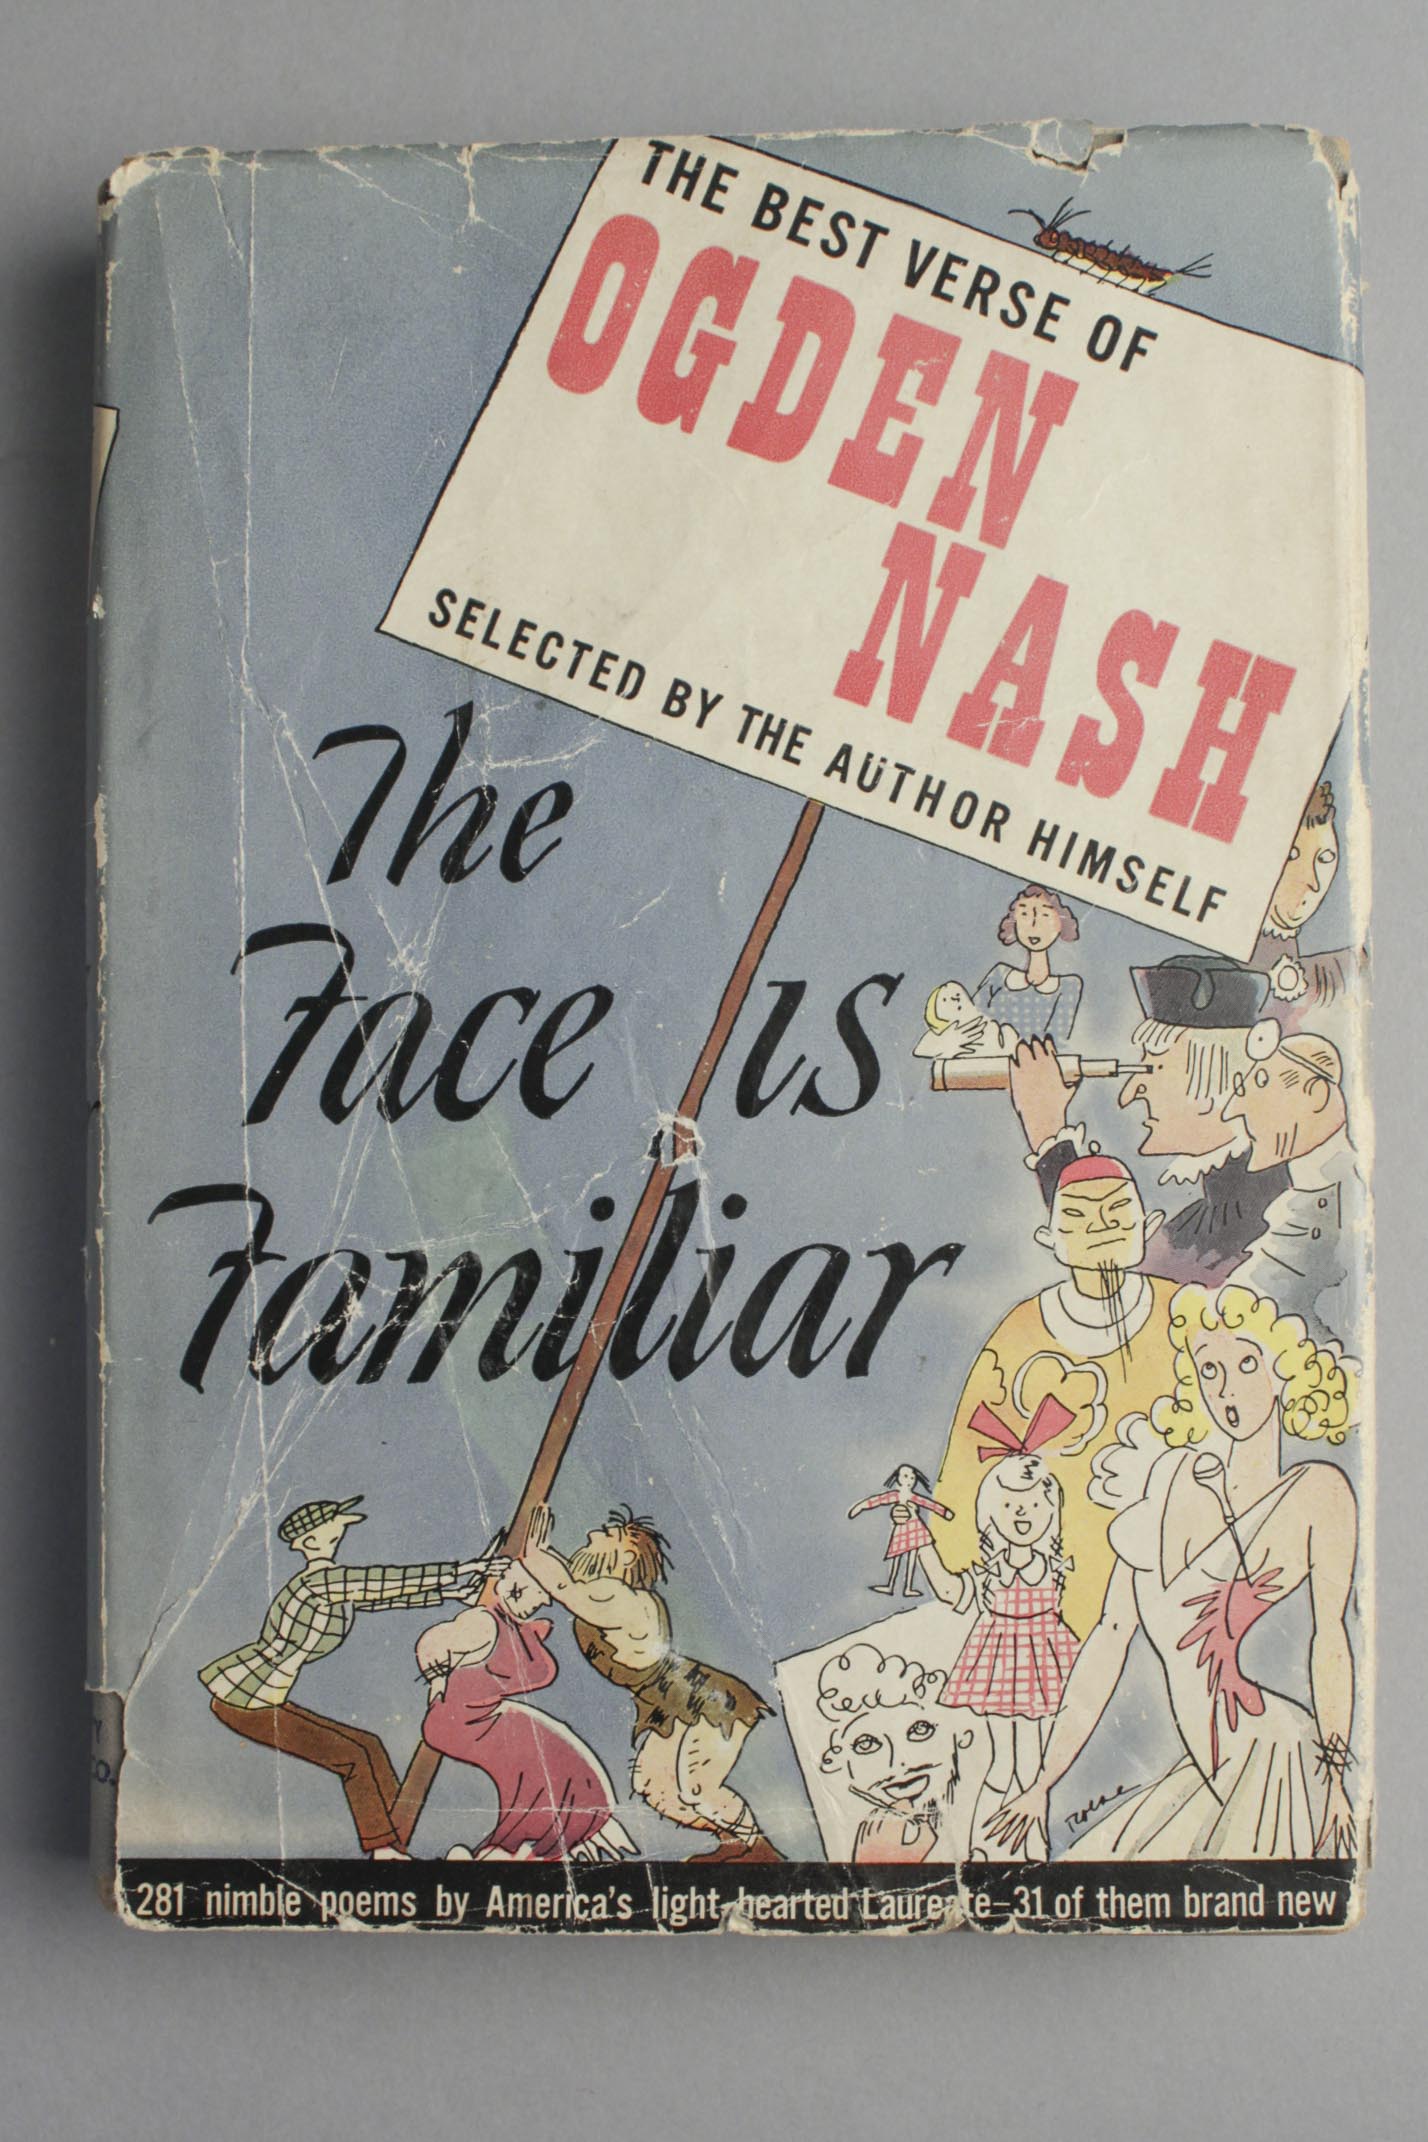 THE BEST VERSE OF
OGDEN
NASH
SELECTED BY THE AUTHOR HIMSELF
The
Face is
Familiar
281 nimble poems by America's light-hearted Laureate—31 of them brand new